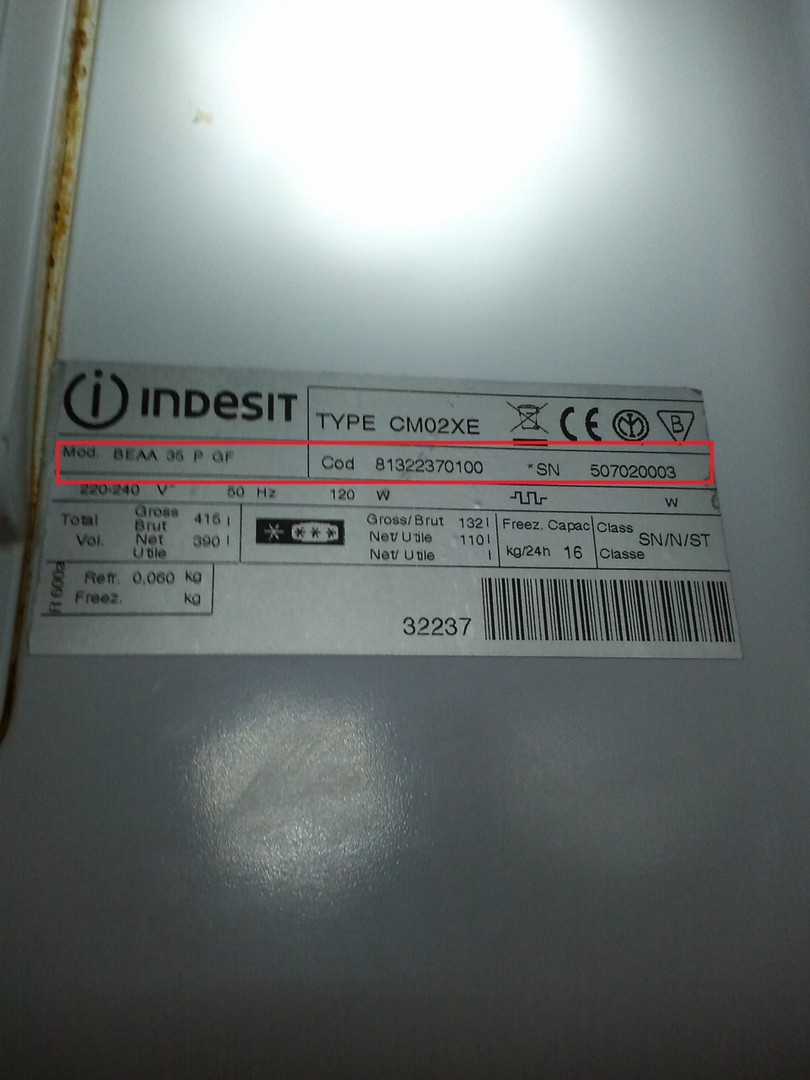 INDESIT
TYPE CM02XE
Mod. BEAA 35 P GF
Cod 81322370100 *SN 507020003
220-240 V~ 50 Hz 120 W W
Total Vol.
Gross Brut 415 l
Net Utile 390 l
Gross/Brut 132 l
Net/Utile 110 l
Net/Utile l
Freez. Capac
kg/24h 16
Class Classe SN/N/ST
R 600a
Refr. 0,060 kg
Freez. kg
32237